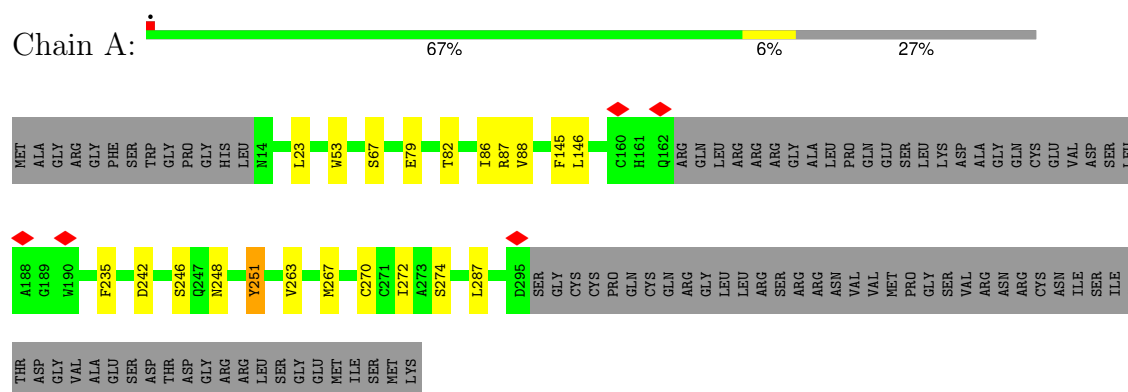 Chain A:
•
67% 6% 27%
MET ALA GLY ARG GLY PHE SER TRP GLY PRO GLY HIS LEU N14 L23 W53 S67 E79 T82 I86 R87 V88 F145 L146 C160 H161 Q162 ARG GLN LEU ARG ARG ARG GLY ALA LEU PRO GLN GLU SER LEU LYS ASP ALA GLY GLN CYS GLU VAL ASP SER LEU
A188 G189 W190 F235 D242 S246 Q247 N248 Y251 V263 M267 C270 C271 I272 A273 S274 L287 D295 SER GLY CYS CYS PRO GLN CYS GLN ARG GLY LEU LEU ARG SER ARG ARG ASN VAL VAL MET PRO GLY SER VAL ARG ASN ARG CYS ASN ILE SER ILE
THR ASP GLY VAL ALA GLU SER ASP THR ASP GLY ARG ARG LEU SER GLY GLU MET ILE SER MET LYS